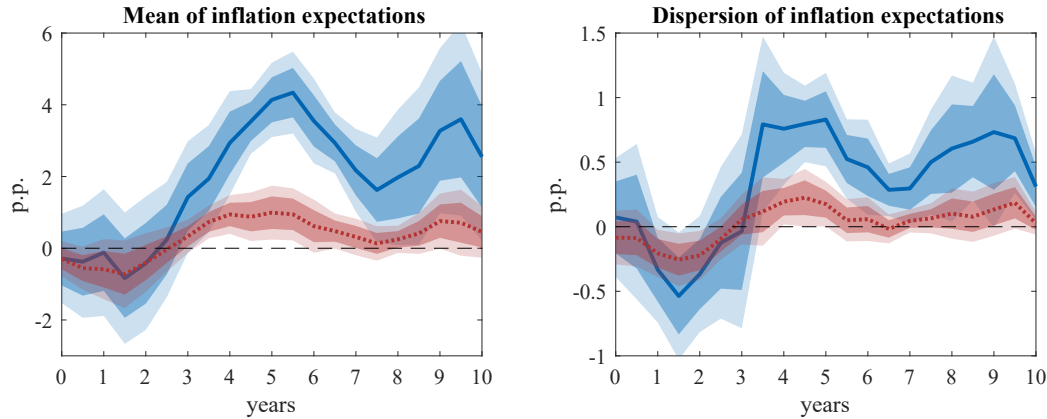 Mean of inflation expectations
6
4
2
0
-2
p.p.
0 1 2 3 4 5 6 7 8 9 10
years
Dispersion of inflation expectations
1.5
1
0.5
0
-0.5
-1
p.p.
0 1 2 3 4 5 6 7 8 9 10
years